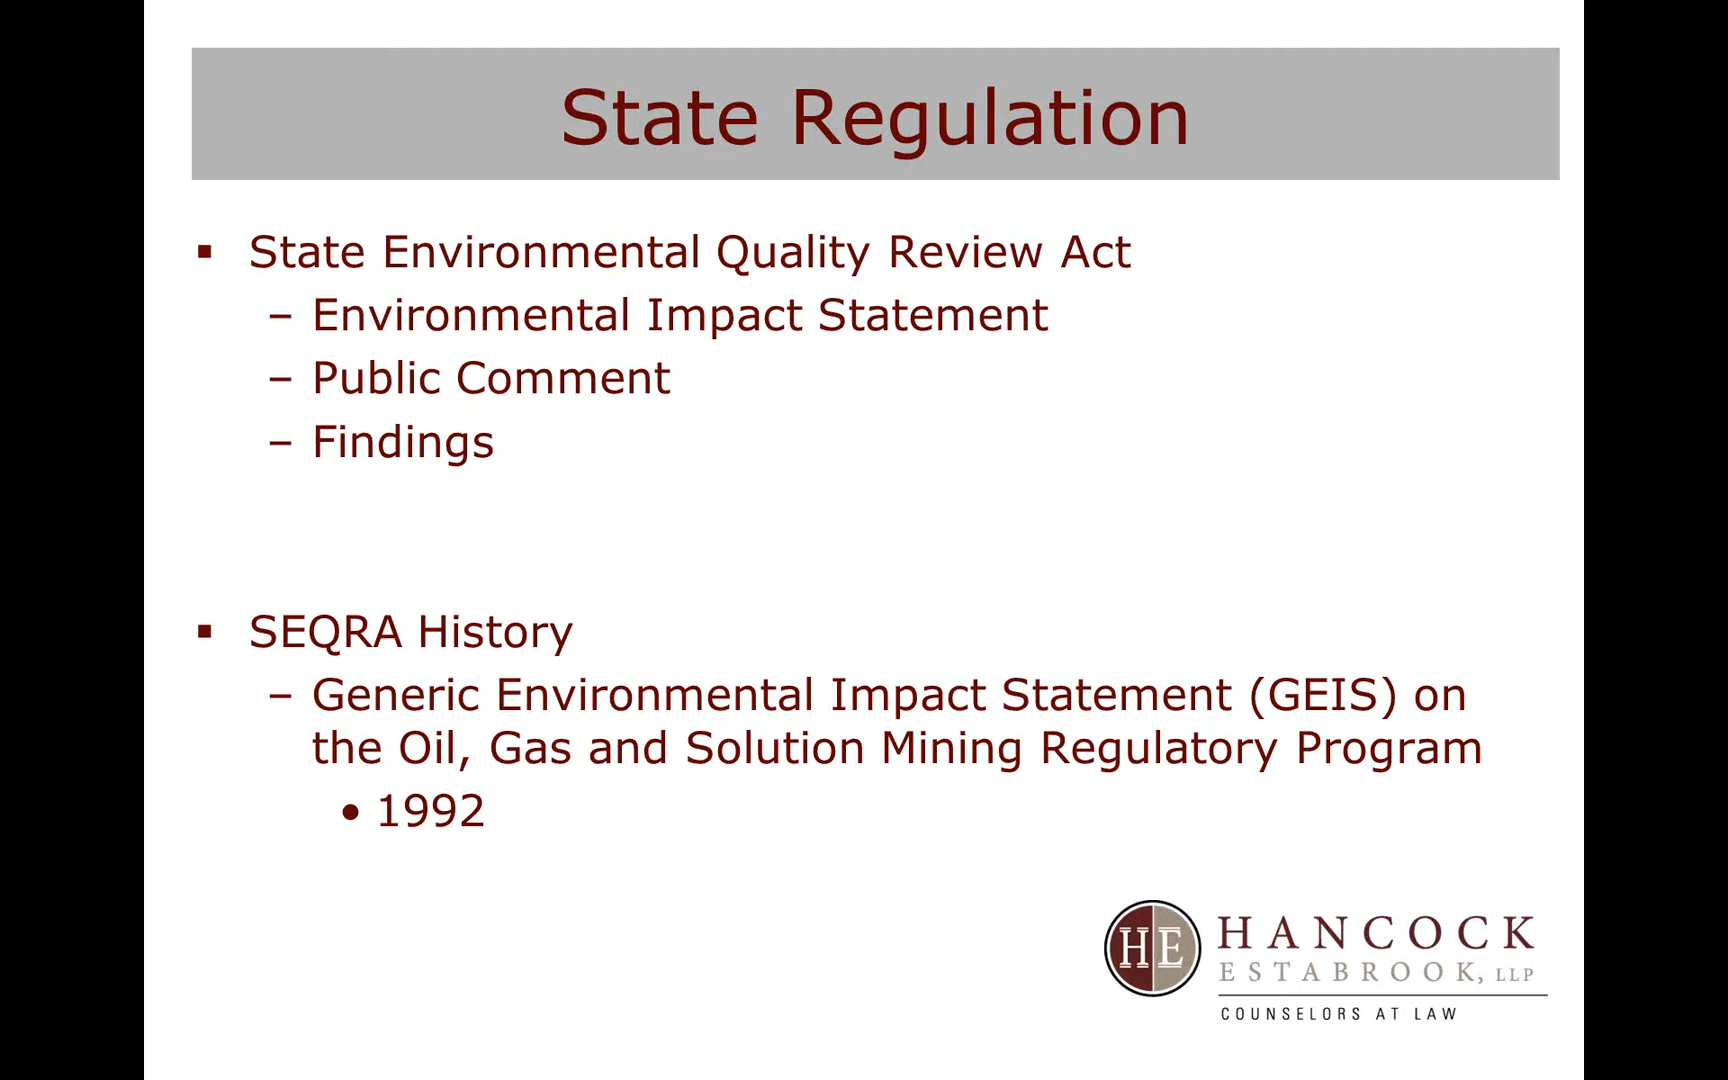 State Regulation
▪ State Environmental Quality Review Act
– Environmental Impact Statement
– Public Comment
– Findings
▪ SEQRA History
– Generic Environmental Impact Statement (GEIS) on
the Oil, Gas and Solution Mining Regulatory Program
• 1992
HE
HANCOCK
ESTABROOK, LLP
COUNSELORS AT LAW